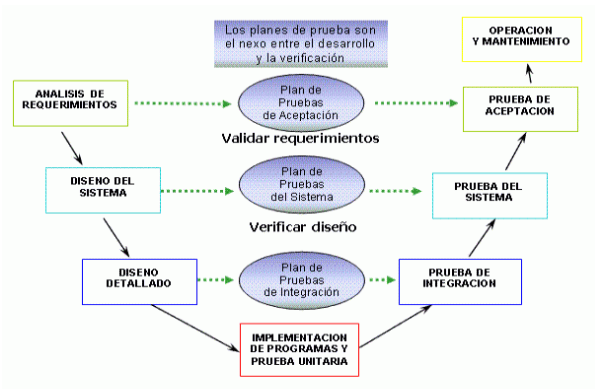 Los planes de prueba son
el nexo entre el desarrollo
y la verificación
OPERACION
Y MANTENIMIENTO
ANALISIS DE
REQUERIMIENTOS
Plan de
Pruebas
de Aceptación
PRUEBA DE
ACEPTACION
Validar requerimientos
DISENO DEL
SISTEMA
Plan de
Pruebas
del Sistema
PRUEBA DEL
SISTEMA
Verificar diseño
DISENO
DETALLADO
Plan de
Pruebas
de Integración
PRUEBA DE
INTEGRACION
IMPLEMENTACION
DE PROGRAMAS Y
PRUEBA UNITARIA